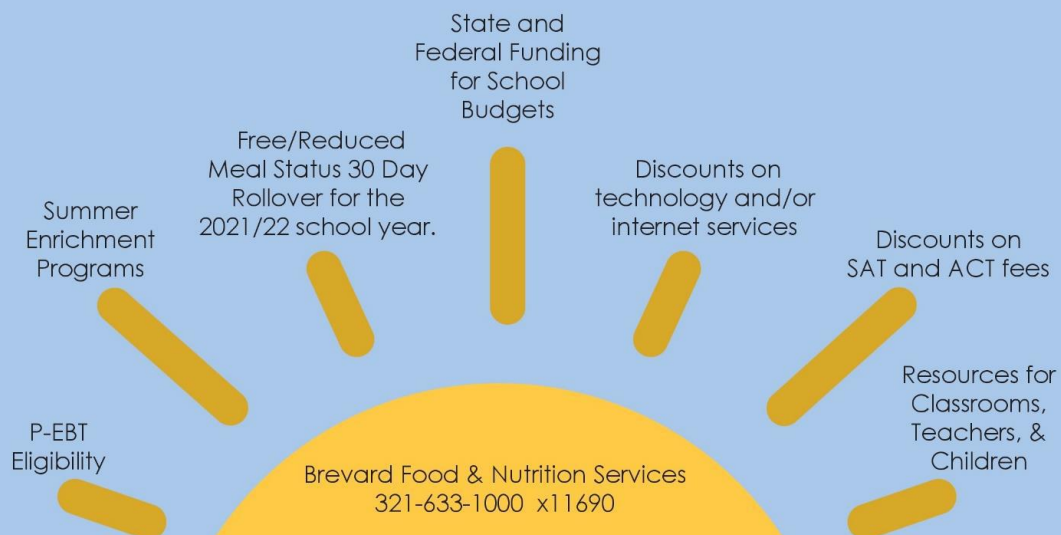 P-EBT
Eligibility
Summer
Enrichment
Programs
Free/Reduced
Meal Status 30 Day
Rollover for the
2021/22 school year.
State and
Federal Funding
for School
Budgets
Discounts on
technology and/or
internet services
Discounts on
SAT and ACT fees
Resources for
Classrooms,
Teachers, &
Children
Brevard Food & Nutrition Services
321-633-1000 x11690